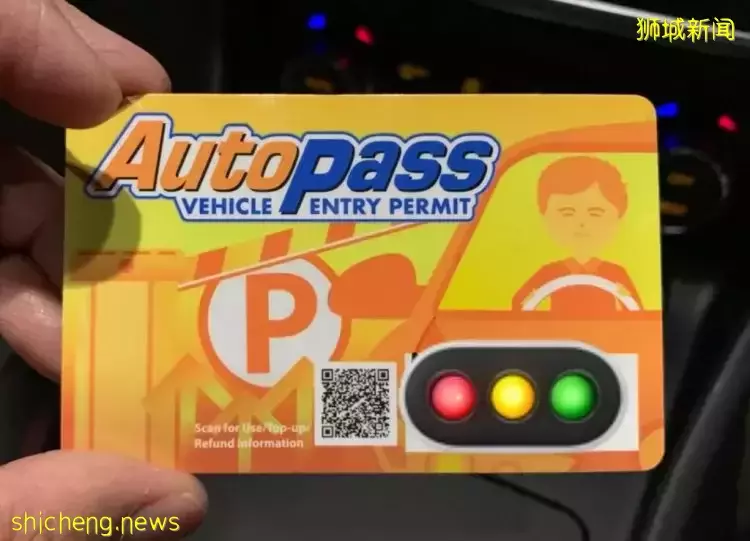 狮城新闻
Autopass
VEHICLE ENTRY PERMIT
P
Scan for Use/Top-up/
Refund Information
shicheng.news